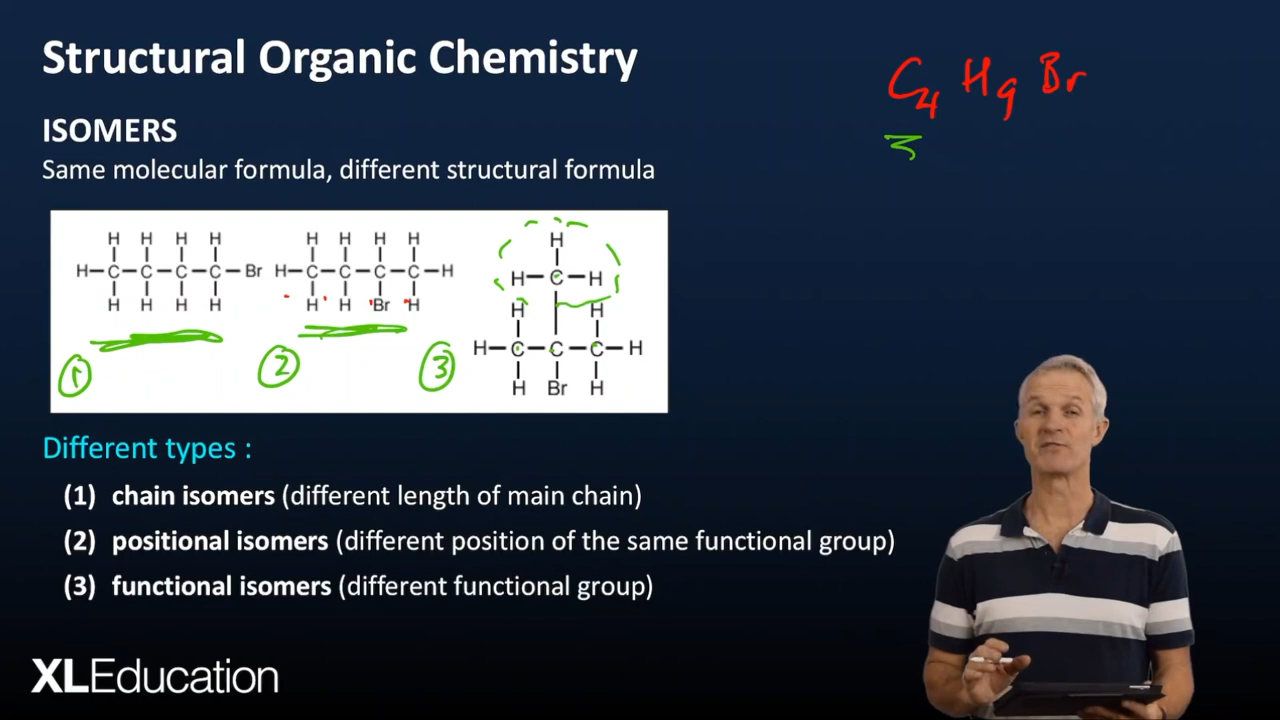 Structural Organic Chemistry
C4 H9 Br
ISOMERS
Same molecular formula, different structural formula
H H H H
H–C–C–C–C–Br
H H H H
①
H H H H
H–C–C–C–C–H
H H Br H
②
H
H–C–H
H H
H–C–C–C–H
H Br H
③
Different types :
(1) chain isomers (different length of main chain)
(2) positional isomers (different position of the same functional group)
(3) functional isomers (different functional group)
XLEducation